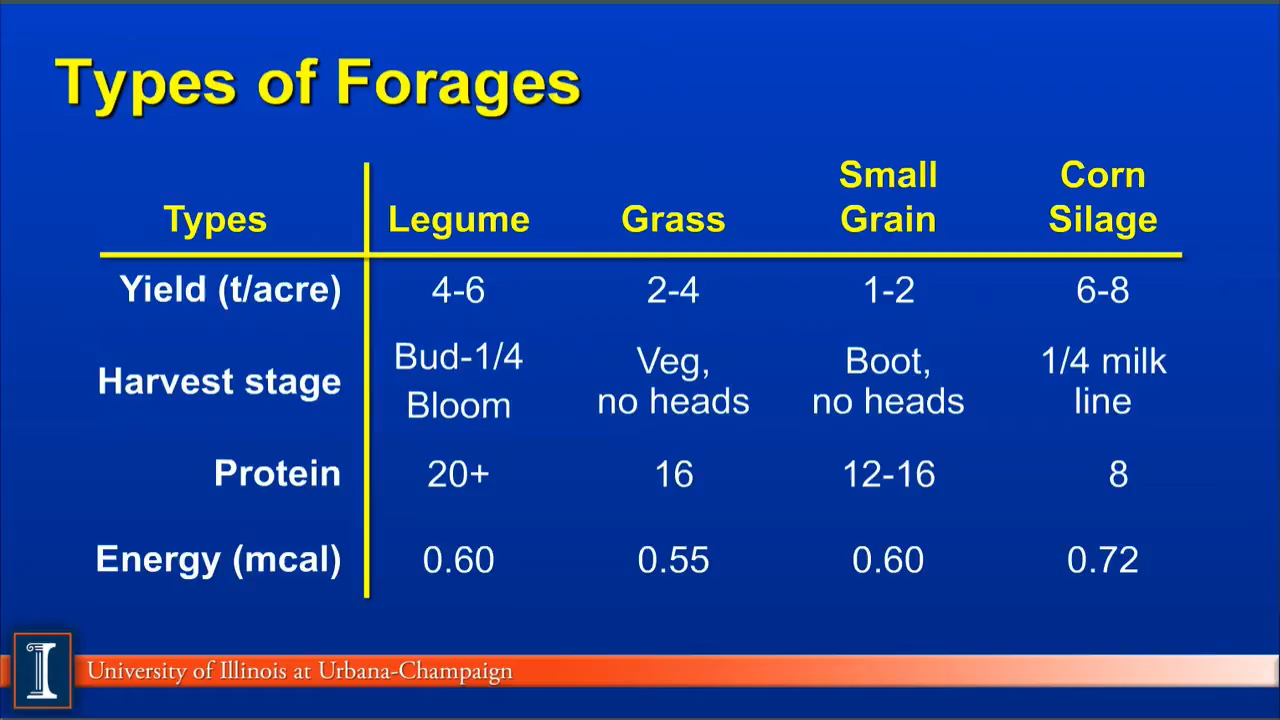 Types of Forages
Types Legume Grass Small Grain Corn Silage
Yield (t/acre) 4-6 2-4 1-2 6-8
Harvest stage Bud-1/4 Bloom Veg, no heads Boot, no heads 1/4 milk line
Protein 20+ 16 12-16 8
Energy (mcal) 0.60 0.55 0.60 0.72
I
University of Illinois at Urbana-Champaign